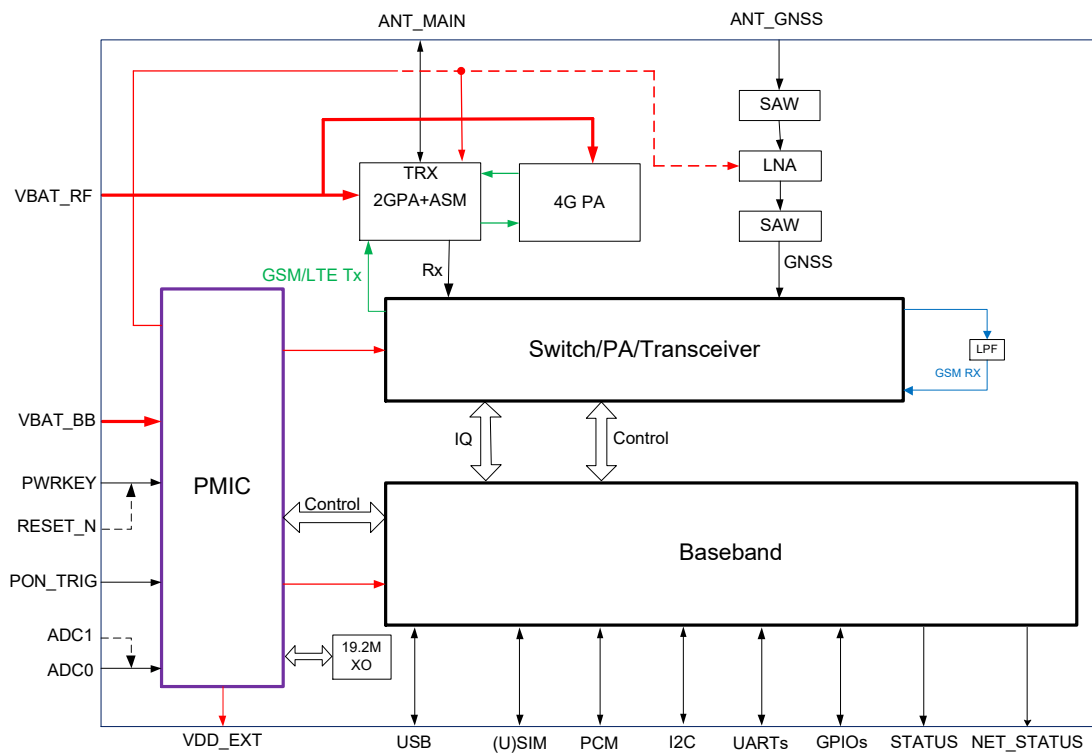 ANT_MAIN
ANT_GNSS
SAW
LNA
SAW
GNSS
VBAT_RF
TRX
2GPA+ASM
4G PA
GSM/LTE Tx
Rx
Switch/PA/Transceiver
LPF
GSM RX
VBAT_BB
PWRKEY
RESET_N
PON_TRIG
ADC1
ADC0
PMIC
IQ
Control
Control
Baseband
19.2M
XO
VDD_EXT
USB
(U)SIM
PCM
I2C
UARTs
GPIOs
STATUS
NET_STATUS